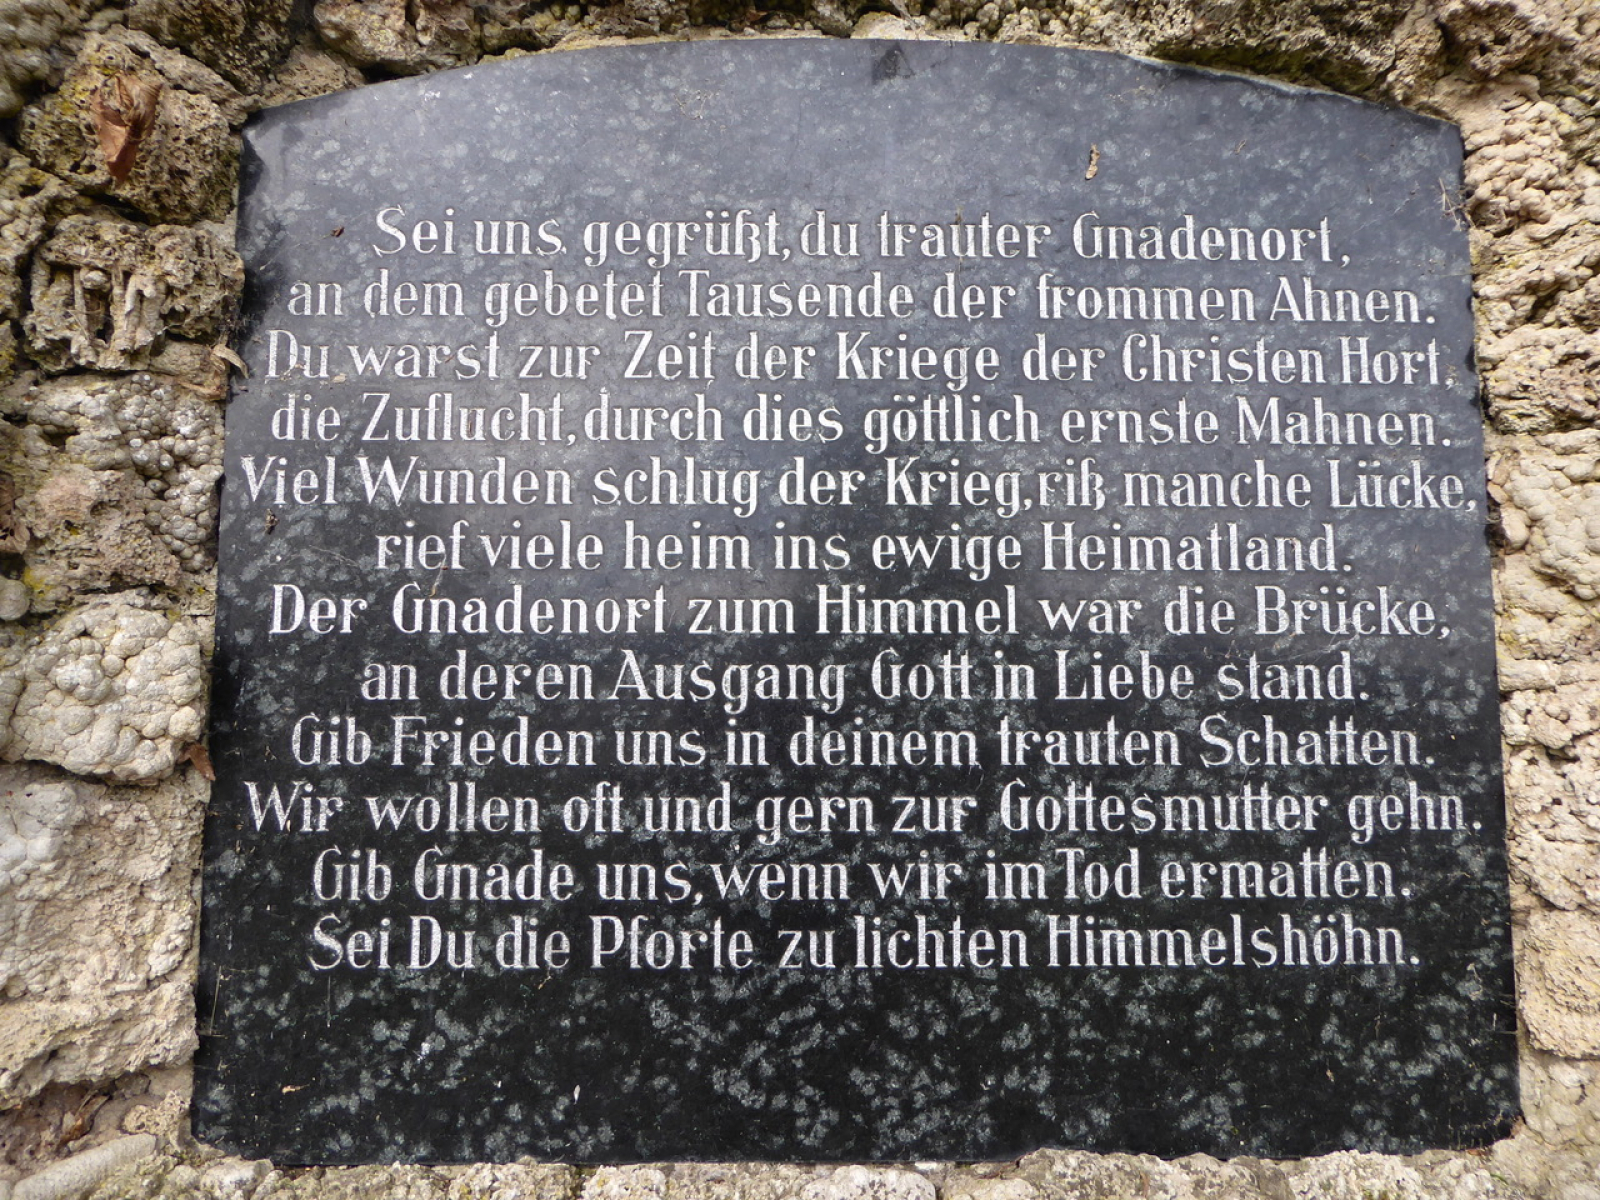 Sei uns gegrüßt, du trauter Gnadenort,
an dem gebetet Tausende der frommen Ahnen.
Du warst zur Zeit der Kriege der Christen Hort,
die Zuflucht, durch dies göttlich ernste Mahnen.
Viel Wunden schlug der Krieg, riß manche Lücke,
rief viele heim ins ewige Heimatland.
Der Gnadenort zum Himmel war die Brücke,
an deren Ausgang Gott in Liebe stand.
Gib Frieden uns in deinem trauten Schatten.
Wir wollen oft und gern zur Gottesmutter gehn.
Gib Gnade uns, wenn wir im Tod ermatten.
Sei Du die Pforte zu lichten Himmelshöhn.